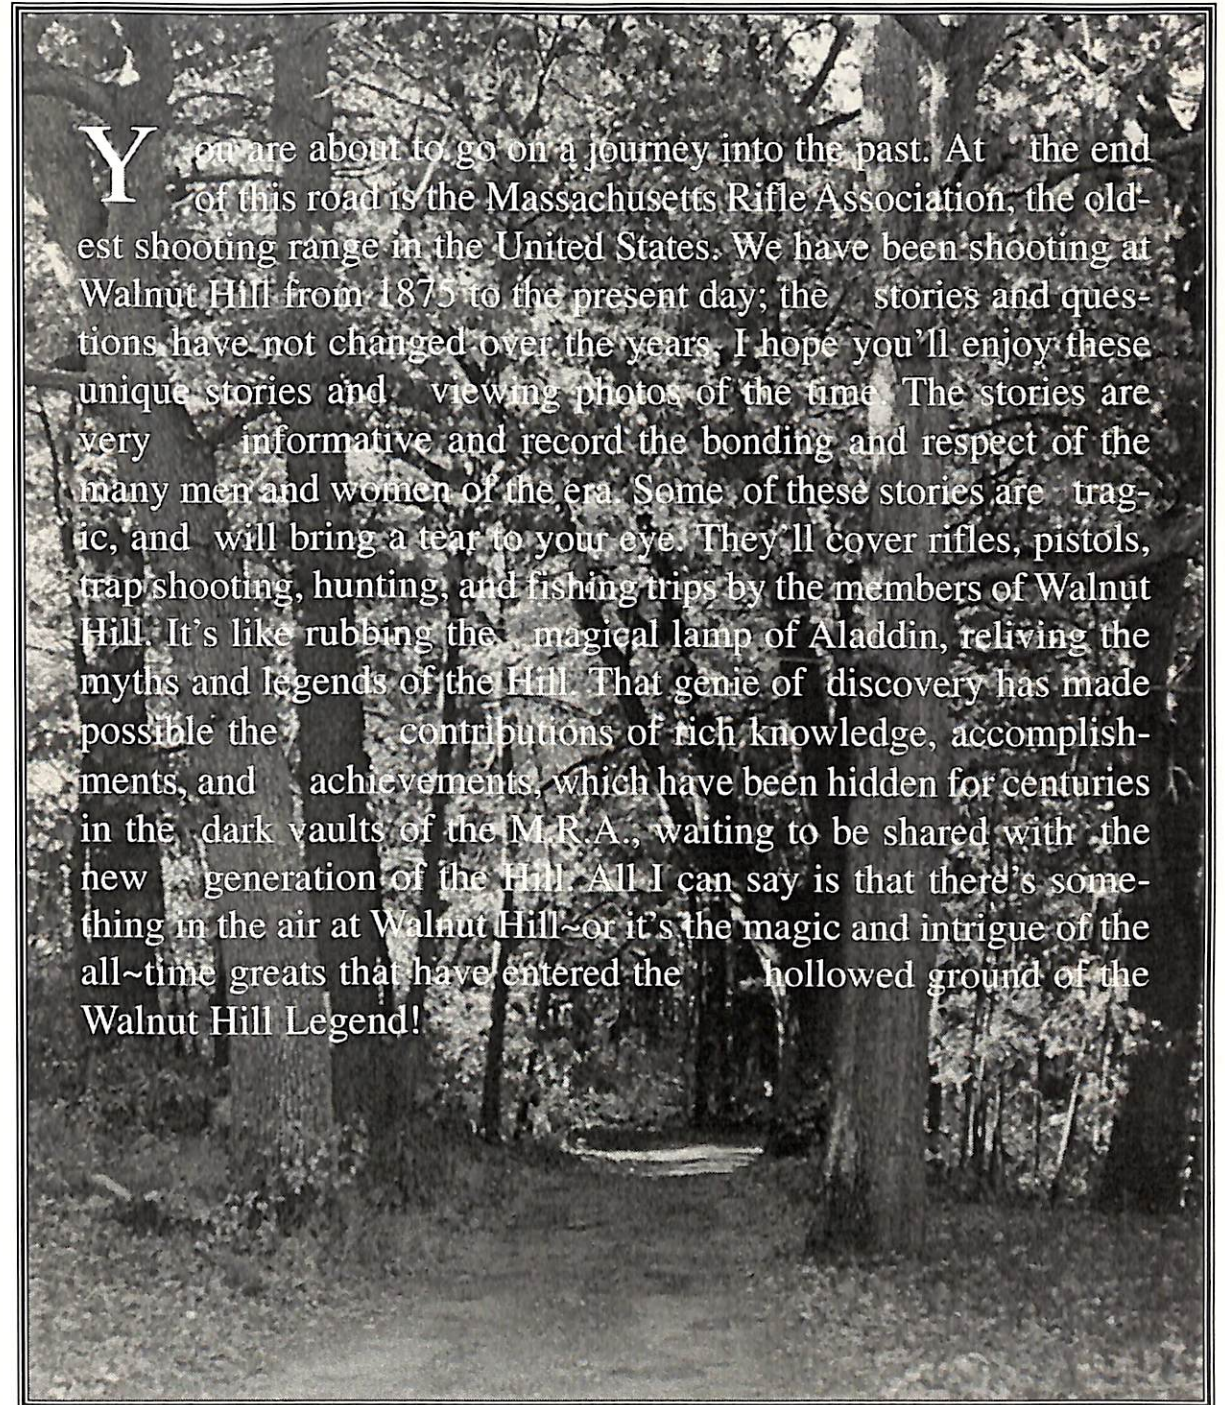 You are about to go on a journey into the past. At the end
of this road is the Massachusetts Rifle Association, the old-
est shooting range in the United States. We have been shooting at
Walnut Hill from 1875 to the present day; the stories and ques-
tions have not changed over the years, I hope you'll enjoy these
unique stories and viewing photos of the time. The stories are
very informative and record the bonding and respect of the
many men and women of the era. Some of these stories are trag-
ic, and will bring a tear to your eye. They'll cover rifles, pistols,
trap shooting, hunting, and fishing trips by the members of Walnut
Hill. It's like rubbing the magical lamp of Aladdin, reliving the
myths and legends of the Hill. That genie of discovery has made
possible the contributions of rich knowledge, accomplish-
ments, and achievements, which have been hidden for centuries
in the dark vaults of the M.R.A., waiting to be shared with the
new generation of the Hill. All I can say is that there's some-
thing in the air at Walnut Hill~or it's the magic and intrigue of the
all~time greats that have entered the hollowed ground of the
Walnut Hill Legend!